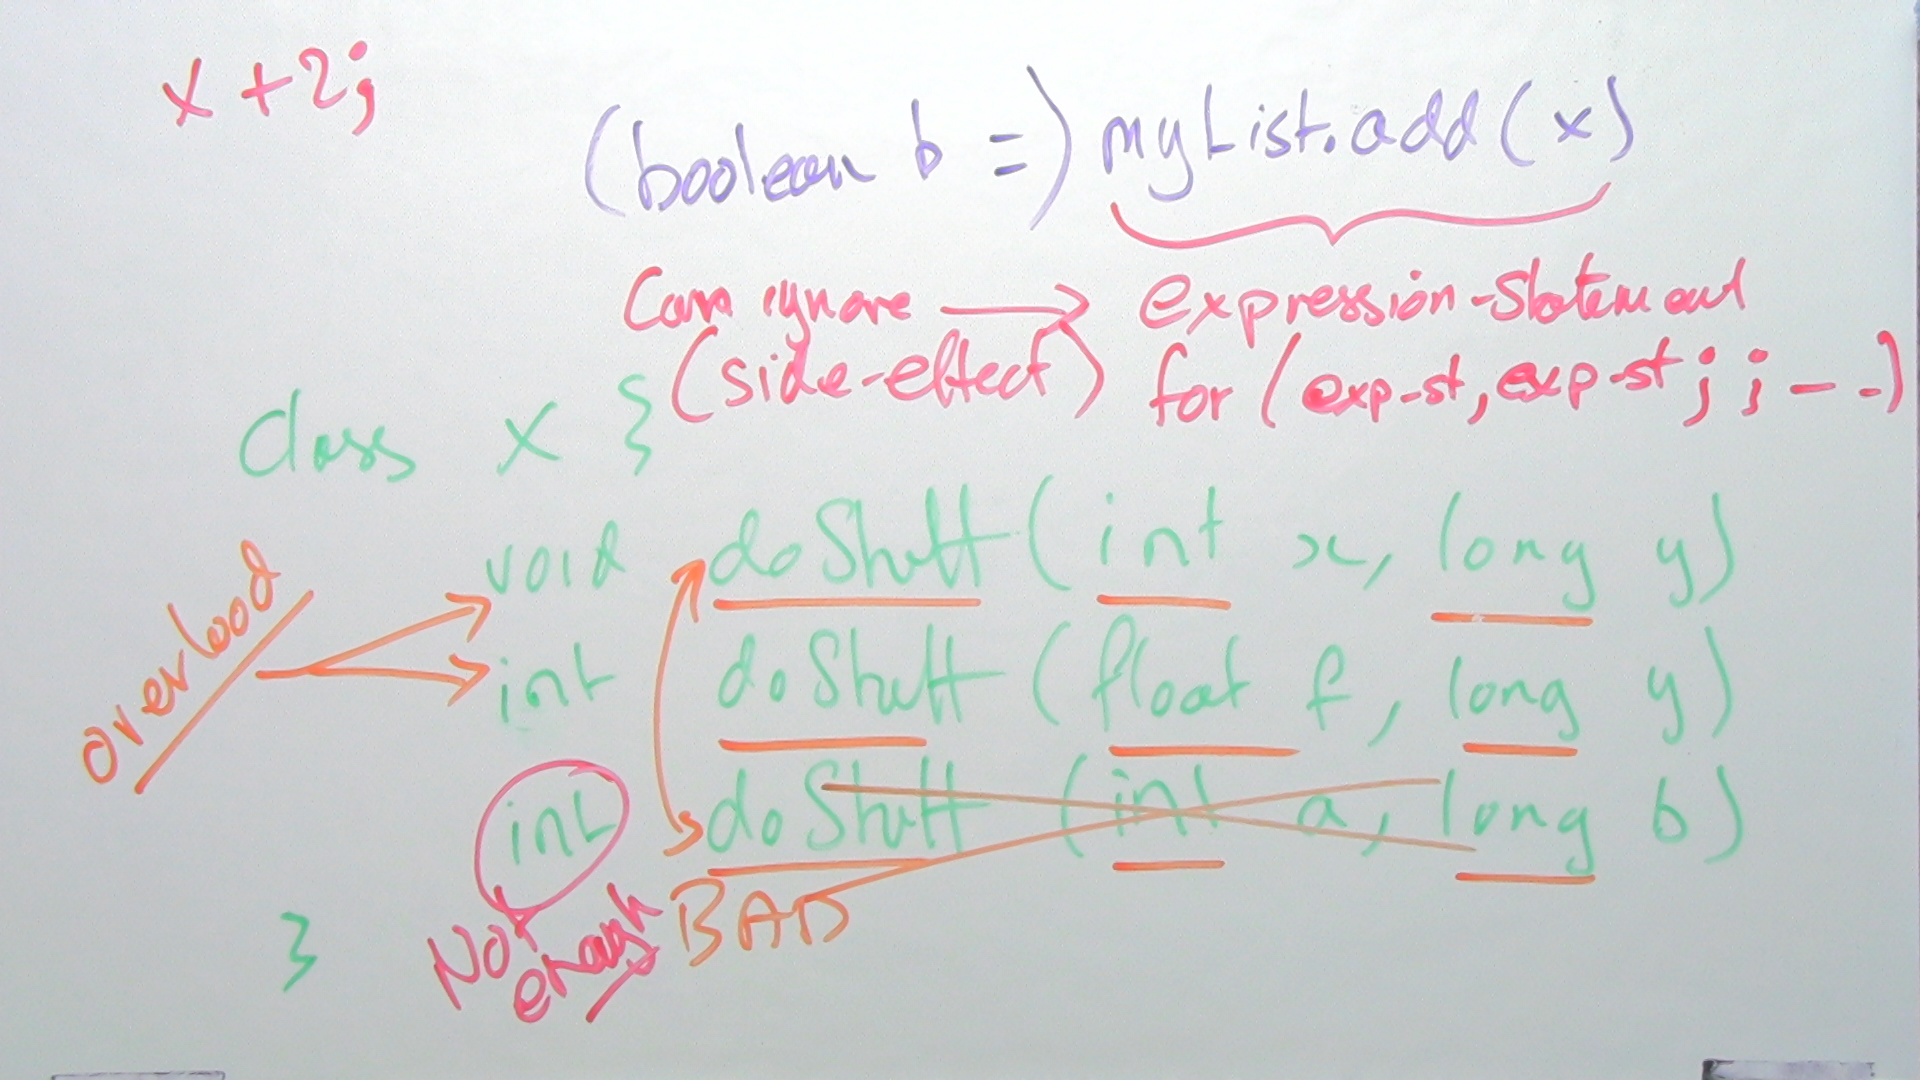 x + 2;
(boolean b =) myList.add(x)
Can ignore → expression-statement
(side-effect) for (exp-st, exp-st ; ; - - )
class X {
void doStuff (int x, long y)
overload
int doStuff (float f, long y)
int doStuff (int a, long b)
Not enough
BAD
}